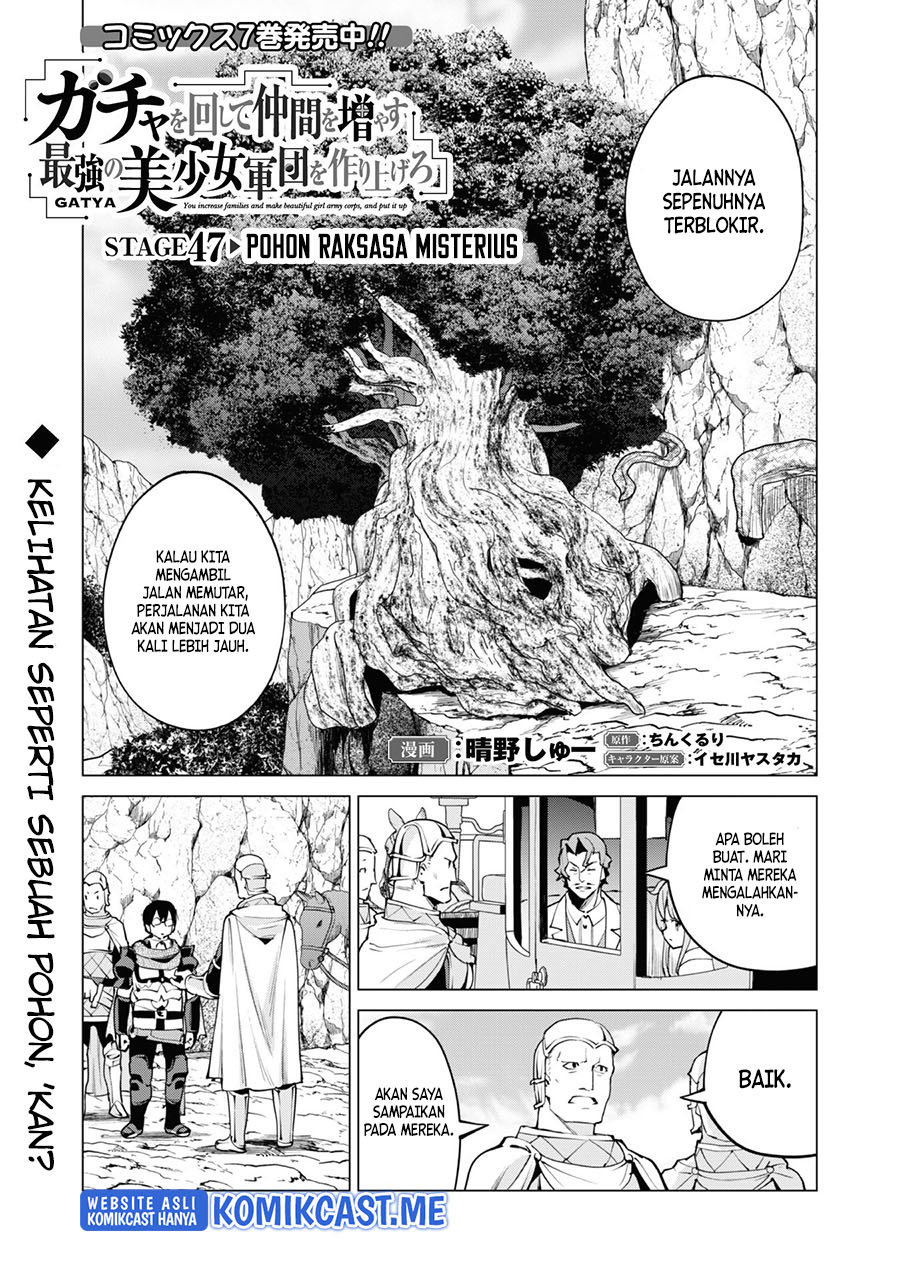 コミックス7巻発売中!!
ガチャを回して仲間を増やす
最強の美少女軍団を作り上げろ
GATYA
You increase families and make beautiful girl army corps, and put it up
STAGE47 POHON RAKSASA MISTERIUS
JALANNYA
SEPENUHNYA
TERBLOKIR.
KALAU KITA
MENGAMBIL
JALAN MEMUTAR,
PERJALANAN KITA
AKAN MENJADI DUA
KALI LEBIH JAUH.
◆ KELIHATAN SEPERTI SEBUAH POHON, 'KAN?
漫画:晴野しゅー
原作:ちんくるり
キャラクター原案:イセ川ヤスタカ
APA BOLEH
BUAT. MARI
MINTA MEREKA
MENGALAHKAN-
NYA.
BAIK.
AKAN SAYA
SAMPAIKAN
PADA MEREKA.
WEBSITE ASLI
KOMIKCAST HANYA
KOMIKCAST.ME